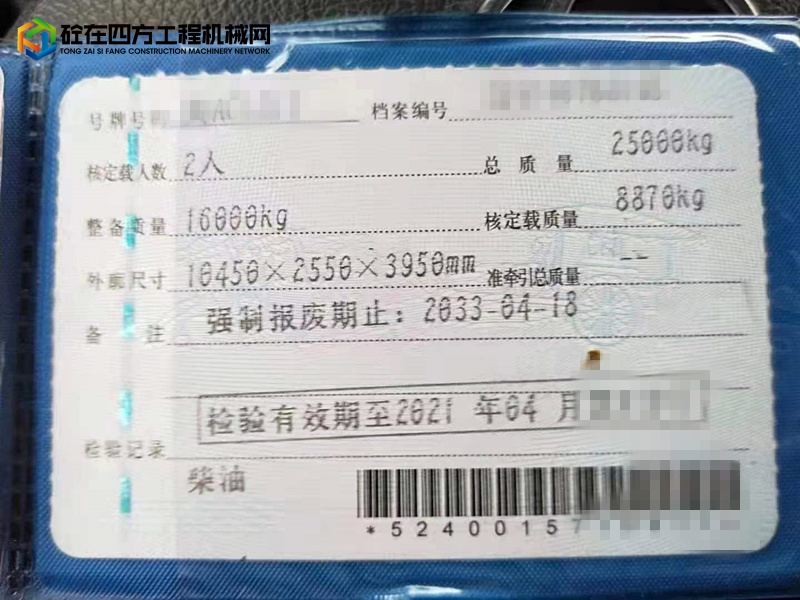 砼在四方工程机械网
TONG ZAI SI FANG CONSTRUCTION MACHINERY NETWORK
号牌号码 档案编号
核定载人数 2人 总质量 25000kg
整备质量 16000kg 核定载质量 8870kg
外廓尺寸 10450×2550×3950mm 准牵引总质量 --
备注 强制报废期止：2033-04-18
检验有效期至2021年04月
检验记录
柴油
*5240015